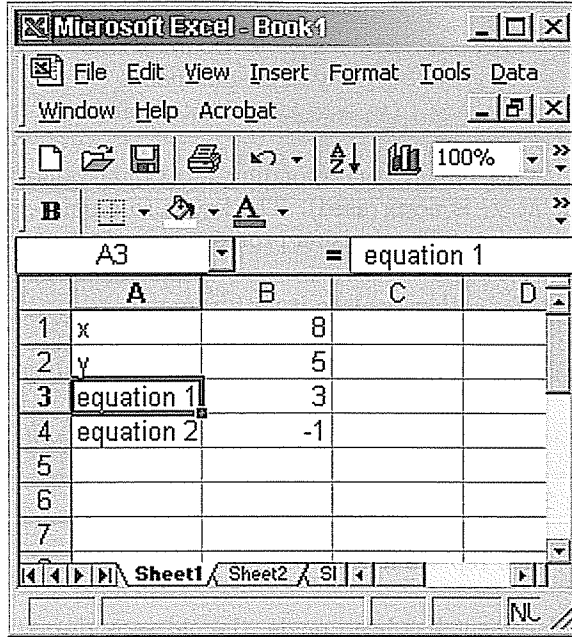 Microsoft Excel - Book1
File Edit View Insert Format Tools Data
Window Help Acrobat
100%
B A
A3 = equation 1
A B C D
1 x 8
2 y 5
3 equation 1 3
4 equation 2 -1
5
6
7
Sheet1 Sheet2